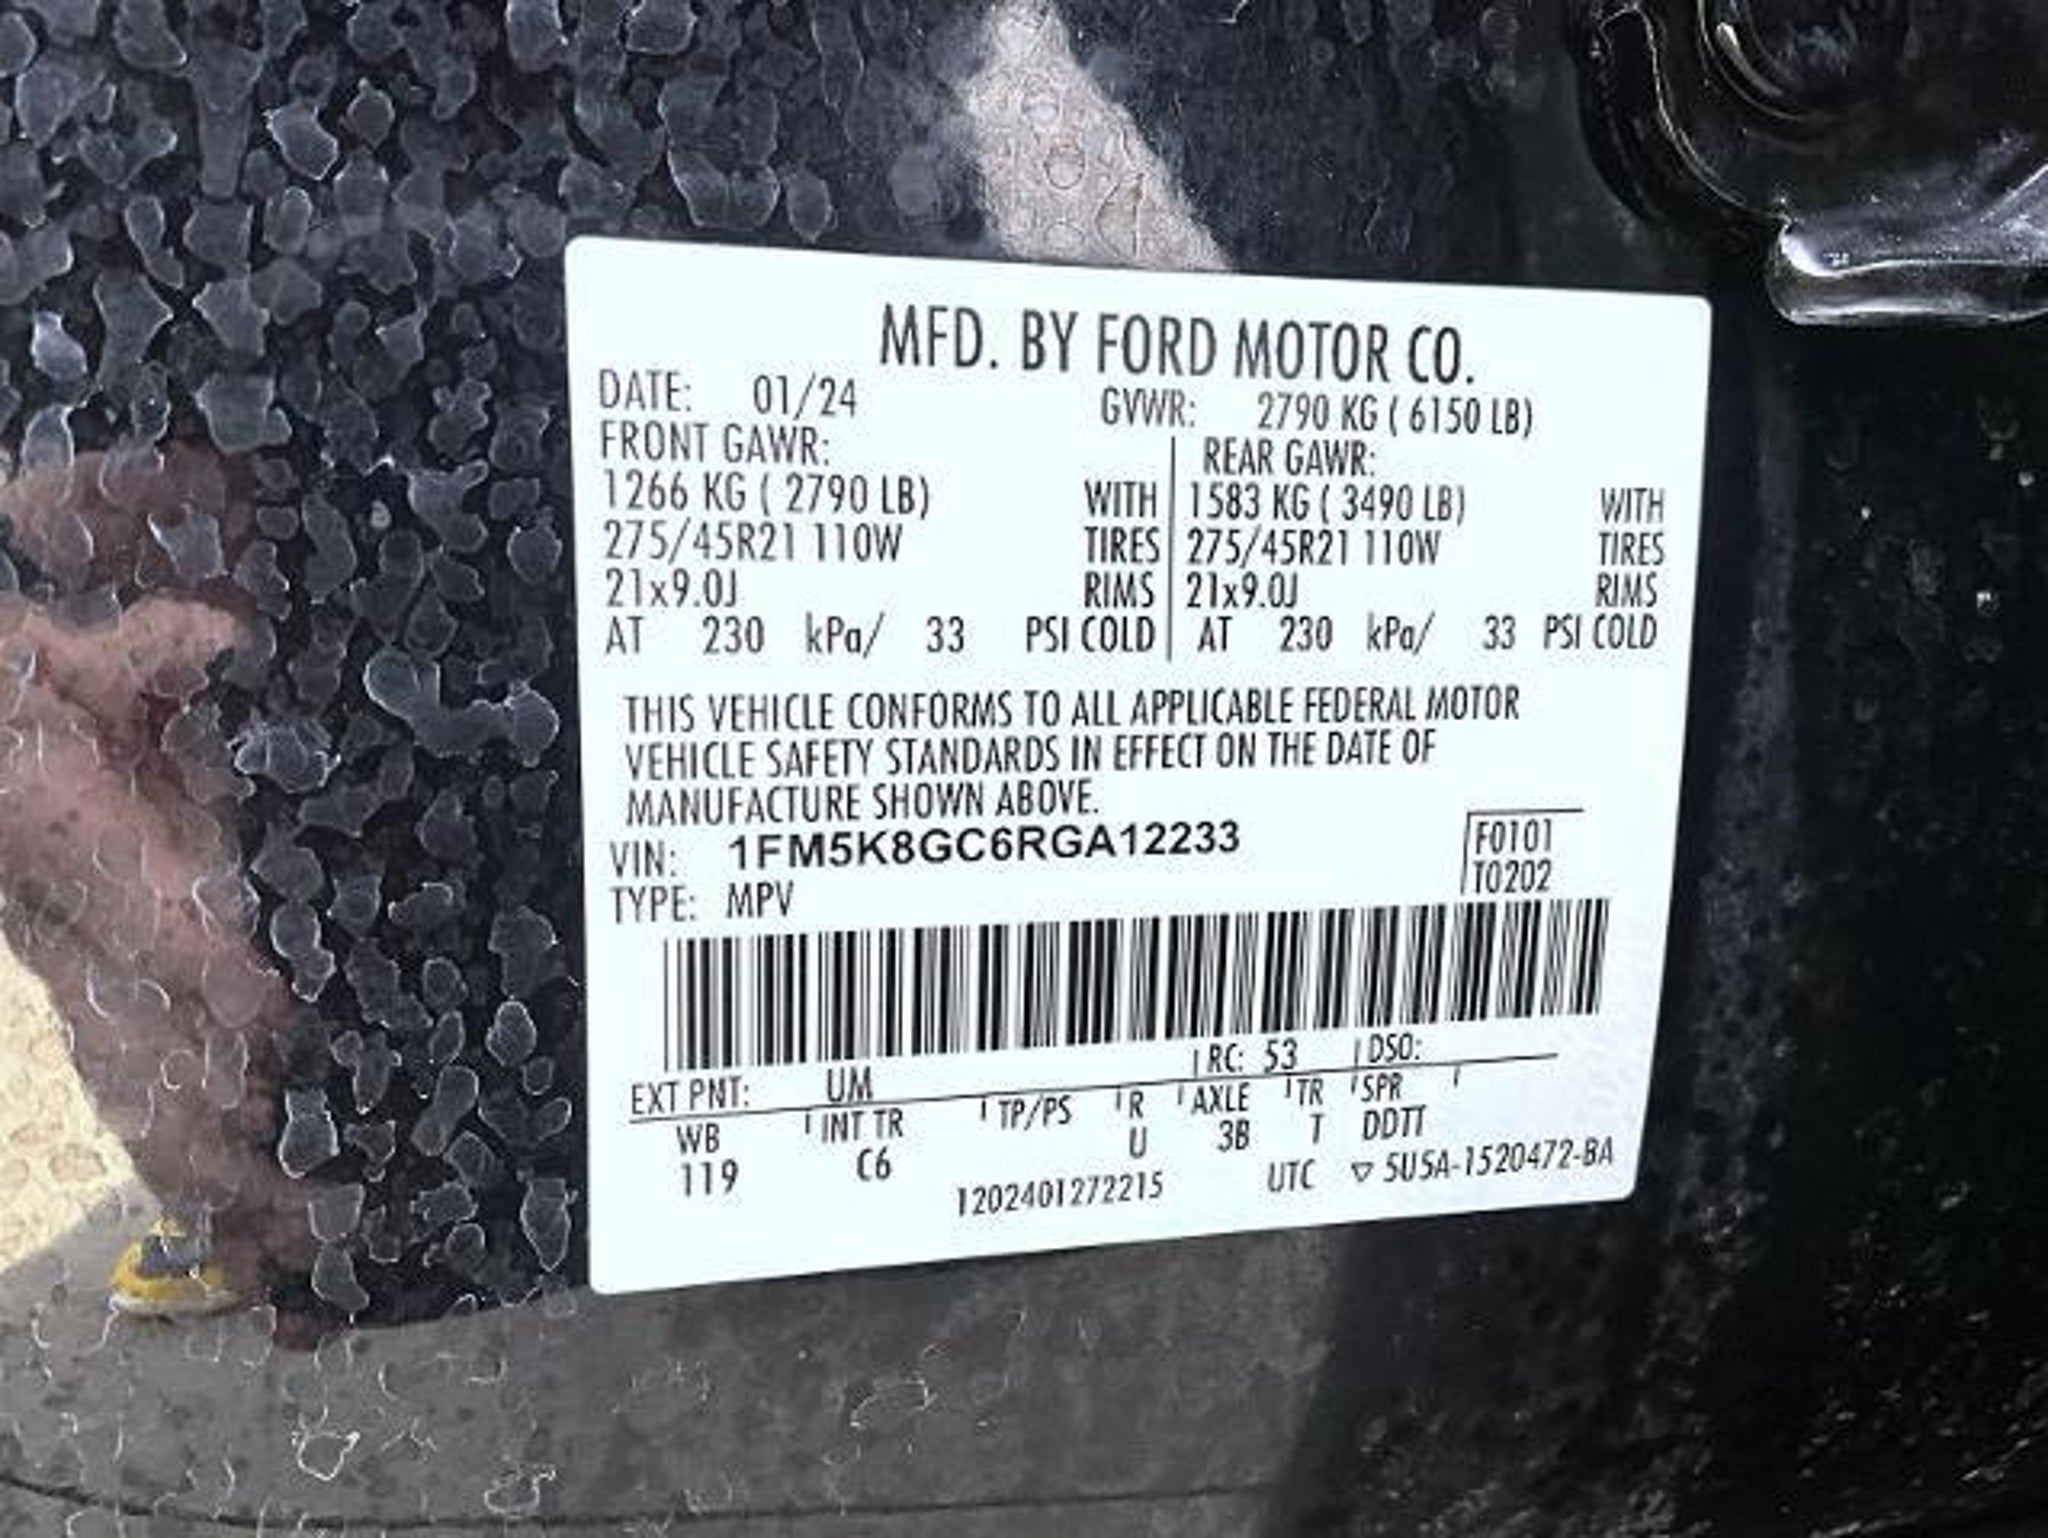 MFD. BY FORD MOTOR CO.
DATE: 01/24 GVWR: 2790 KG ( 6150 LB)
FRONT GAWR: REAR GAWR:
1266 KG ( 2790 LB) WITH 1583 KG ( 3490 LB) WITH
275/45R21 110W TIRES 275/45R21 110W TIRES
21x9.0J RIMS 21x9.0J RIMS
AT 230 kPa/ 33 PSI COLD AT 230 kPa/ 33 PSI COLD
THIS VEHICLE CONFORMS TO ALL APPLICABLE FEDERAL MOTOR
VEHICLE SAFETY STANDARDS IN EFFECT ON THE DATE OF
MANUFACTURE SHOWN ABOVE.
VIN: 1FM5K8GC6RGA12233 F0101
TYPE: MPV T0202
EXT PNT: UM RC: 53 DSO:
WB INT TR TP/PS R AXLE TR SPR
119 C6 U 3B T DDTT
1202401272215 UTC ▽ 5U5A-1520472-BA